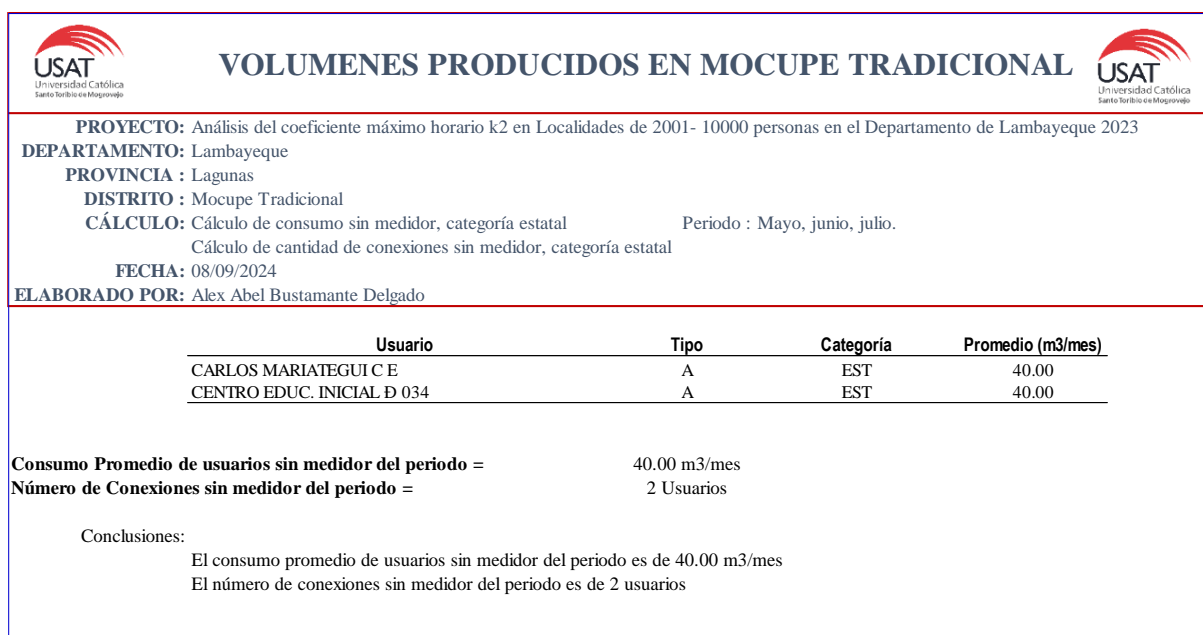 USAT
Universidad Católica
Santo Toribio de Mogrovejo
VOLUMENES PRODUCIDOS EN MOCUPE TRADICIONAL
USAT
Universidad Católica
Santo Toribio de Mogrovejo
PROYECTO: Análisis del coeficiente máximo horario k2 en Localidades de 2001- 10000 personas en el Departamento de Lambayeque 2023
DEPARTAMENTO: Lambayeque
PROVINCIA : Lagunas
DISTRITO : Mocupe Tradicional
CÁLCULO: Cálculo de consumo sin medidor, categoría estatal Periodo : Mayo, junio, julio.
Cálculo de cantidad de conexiones sin medidor, categoría estatal
FECHA: 08/09/2024
ELABORADO POR: Alex Abel Bustamante Delgado
Usuario Tipo Categoría Promedio (m3/mes)
CARLOS MARIATEGUI C E A EST 40.00
CENTRO EDUC. INICIAL Ð 034 A EST 40.00
Consumo Promedio de usuarios sin medidor del periodo = 40.00 m3/mes
Número de Conexiones sin medidor del periodo = 2 Usuarios
Conclusiones:
El consumo promedio de usuarios sin medidor del periodo es de 40.00 m3/mes
El número de conexiones sin medidor del periodo es de 2 usuarios